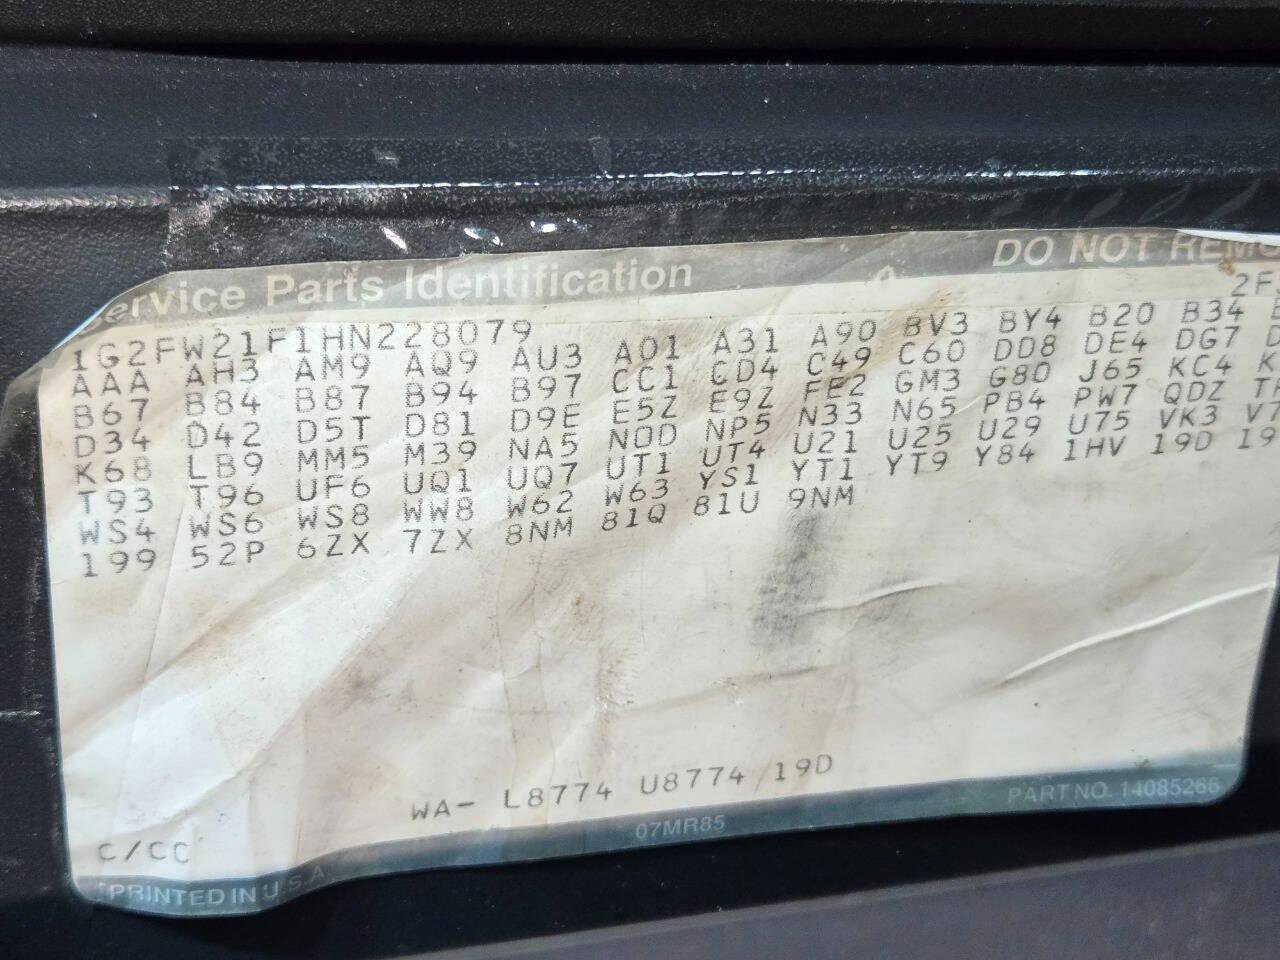 Service Parts Identification DO NOT REMO
1G2FW21F1HN228079 2F
AAA AH3 AM9 AQ9 AU3 A01 A31 A90 BV3 BY4 B20 B34
B67 B84 B87 B94 B97 CC1 CD4 C49 C60 DD8 DE4 DG7 D
D34 D42 D5T D81 D9E E5Z E9Z FE2 GM3 G80 J65 KC4 K
K68 LB9 MM5 M39 NA5 N0D NP5 N33 N65 PB4 PW7 QDZ
T93 T96 UF6 UQ1 UQ7 UT1 UT4 U21 U25 U29 U75 VK3 V7
WS4 WS6 WS8 WW8 W62 W63 YS1 YT1 YT9 Y84 1HV 19D 19
199 52P 6ZX 7ZX 8NM 81Q 81U 9NM
WA- L8774 U8774 19D
C/CC
PRINTED IN U.S.A. 07MR85 PART NO. 14085266